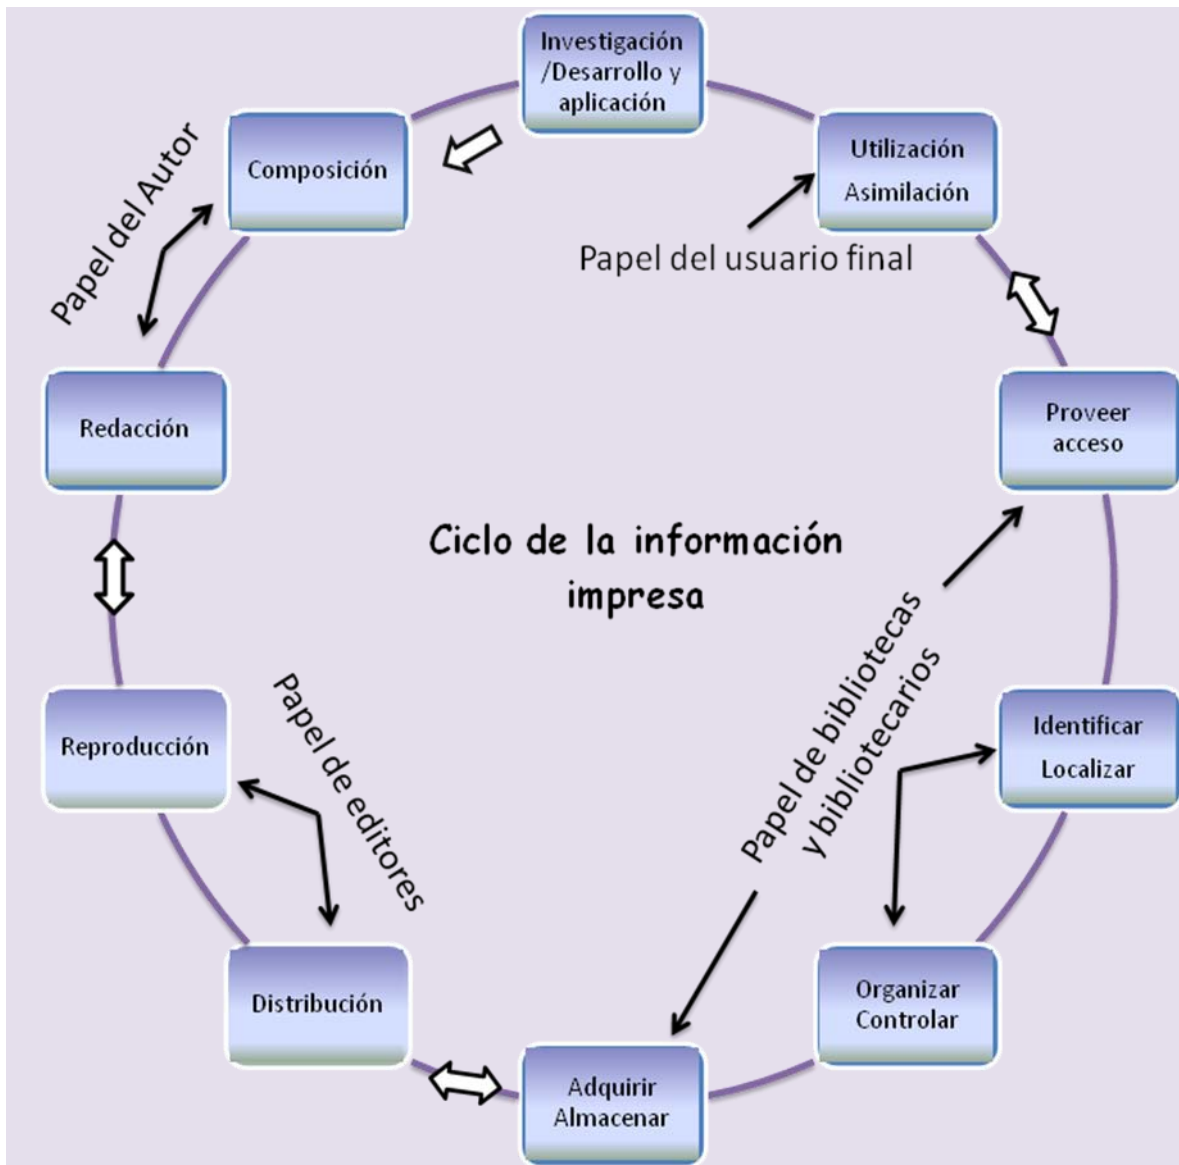 Investigación
/Desarrollo y
aplicación
Utilización
Asimilación
Composición
Papel del Autor
Papel del usuario final
Redacción
Proveer
acceso
Ciclo de la información
impresa
Papel de bibliotecas
y bibliotecarios
Reproducción
Papel de editores
Identificar
Localizar
Distribución
Organizar
Controlar
Adquirir
Almacenar